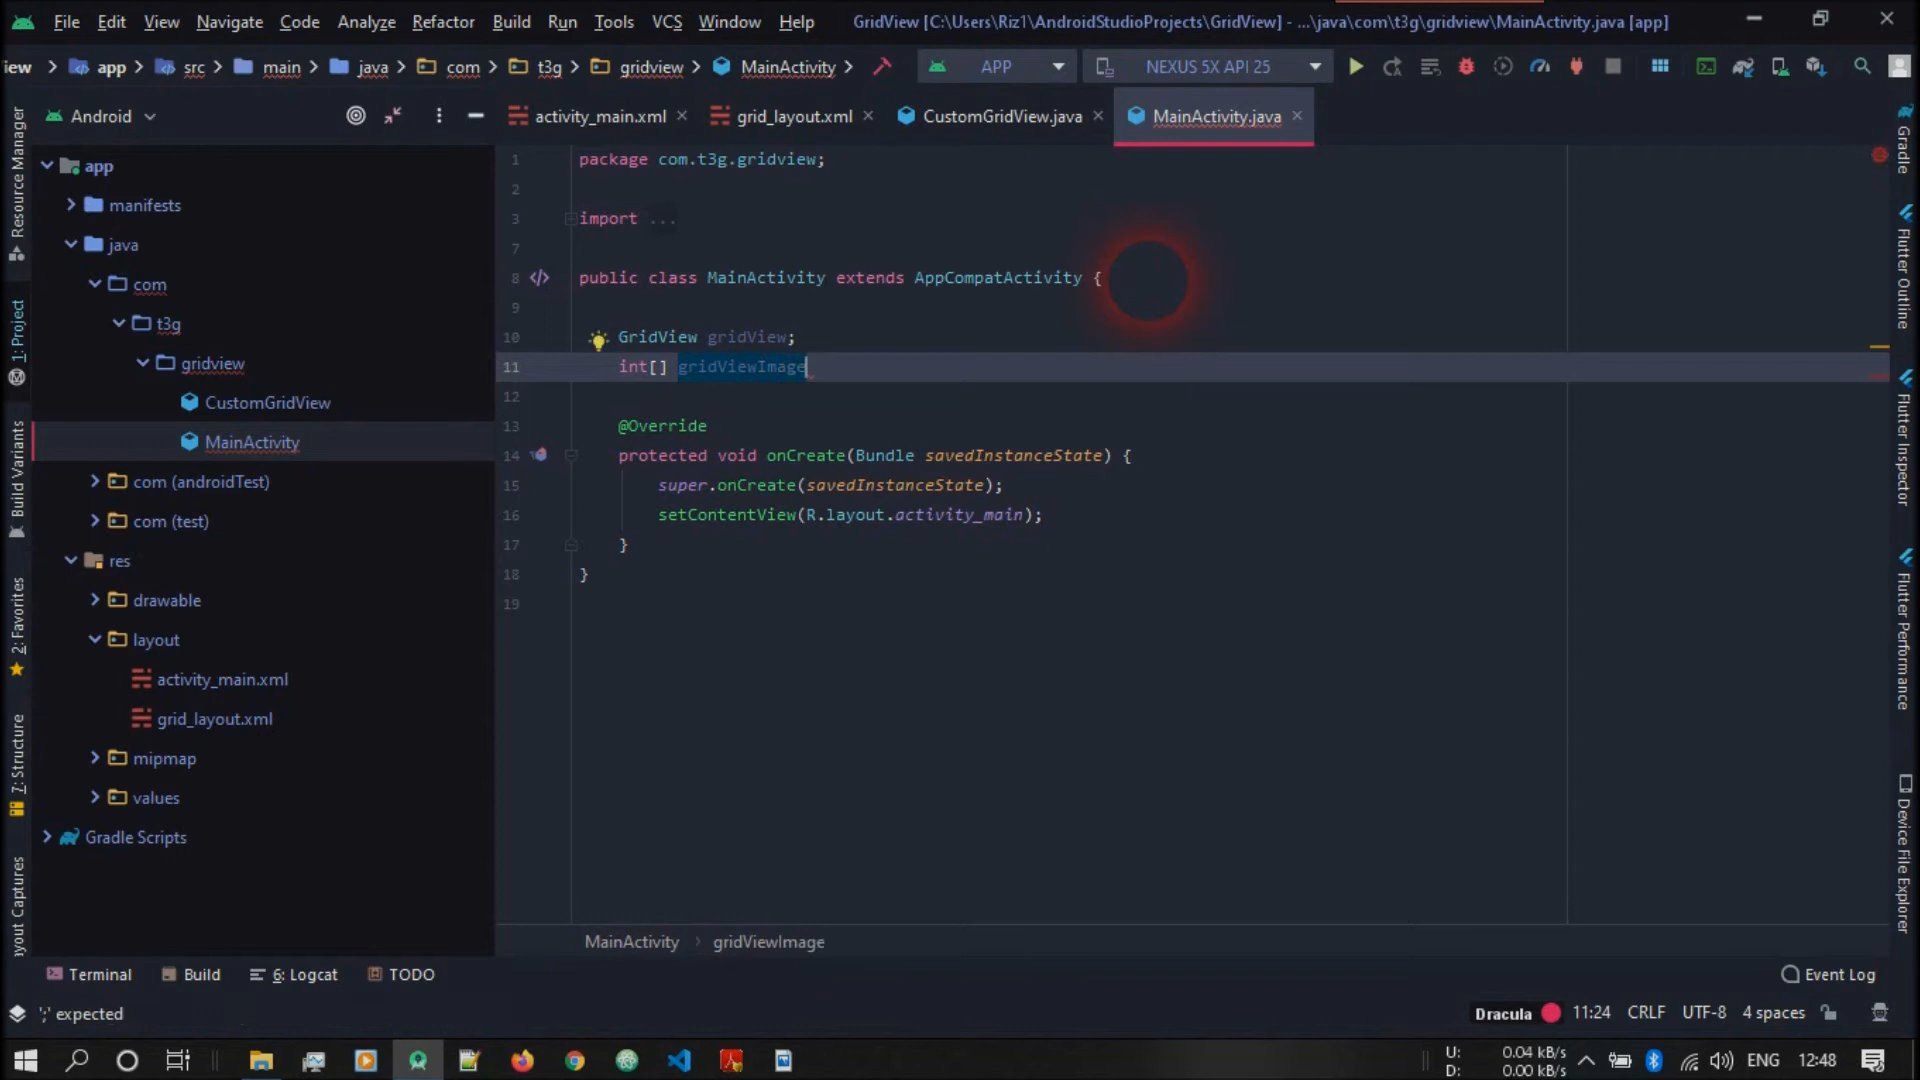 File Edit View Navigate Code Analyze Refactor Build Run Tools VCS Window Help GridView [C:\Users\Riz1\AndroidStudioProjects\GridView] - ...\java\com\t3g\gridview\MainActivity.java [app]
iew app src main java com t3g gridview MainActivity APP NEXUS 5X API 25
Android activity_main.xml grid_layout.xml CustomGridView.java MainActivity.java
app
manifests
java
com
t3g
gridview
CustomGridView
MainActivity
com (androidTest)
com (test)
res
drawable
layout
activity_main.xml
grid_layout.xml
mipmap
values
Gradle Scripts
1 package com.t3g.gridview;
2
3 import ...
7
8 </> public class MainActivity extends AppCompatActivity {
9
10 GridView gridView;
11 int[] gridViewImage
12
13 @Override
14 protected void onCreate(Bundle savedInstanceState) {
15 super.onCreate(savedInstanceState);
16 setContentView(R.layout.activity_main);
17 }
18 }
19
MainActivity gridViewImage
Resource Manager
1: Project
Build Variants
2: Favorites
7: Structure
ayout Captures
Gradle
Flutter Outline
Flutter Inspector
Flutter Performance
Device File Explorer
Terminal Build 6: Logcat TODO Event Log
';' expected Dracula 11:24 CRLF UTF-8 4 spaces
U: 0.04 kB/s
D: 0.00 kB/s
ENG 12:48